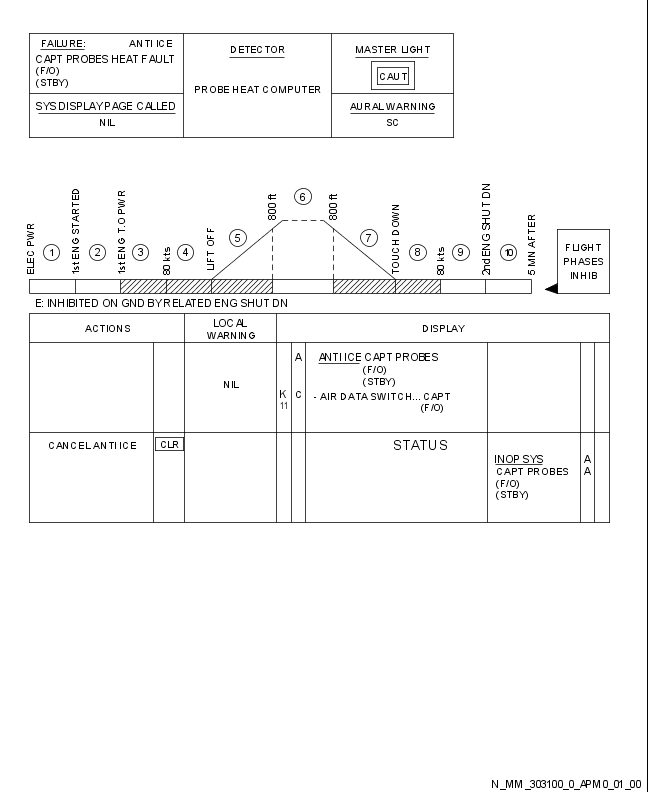 FAILURE: ANTI ICE
CAPT PROBES HEAT FAULT
(F/O)
(STBY)
SYS DISPLAY PAGE CALLED
NIL
DETECTOR
PROBE HEAT COMPUTER
MASTER LIGHT
CAUT
AURAL WARNING
SC
ELEC PWR
1
1st ENG STARTED
2
1st ENG T.O PWR
3
80 kts
4
LIFT OFF
5
800 ft
6
800 ft
7
TOUCH DOWN
8
80 kts
9
2nd ENG SHUT DN
10
5 MN AFTER
FLIGHT
PHASES
INHIB
E: INHIBITED ON GND BY RELATED ENG SHUT DN
ACTIONS
LOCAL
WARNING
DISPLAY
NIL
K
11
A
C
ANTI ICE CAPT PROBES
(F/O)
(STBY)
- AIR DATA SWITCH... CAPT
(F/O)
CANCEL ANTI ICE
CLR
STATUS
INOP SYS
CAPT PROBES
(F/O)
(STBY)
A
A
N_MM_303100_0_APM0_01_00